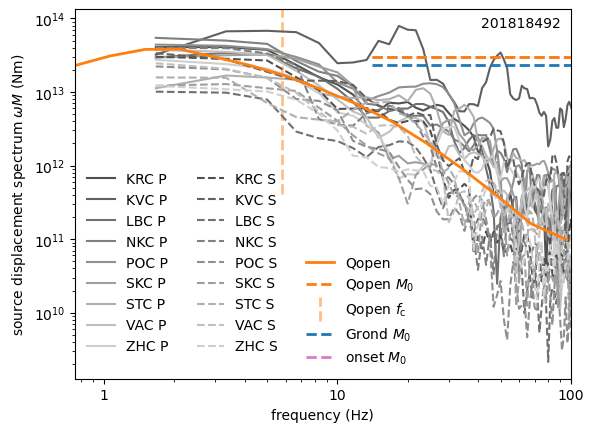 10¹⁴
201818492
10¹³
10¹²
10¹¹
10¹⁰
source displacement spectrum ωM (Nm)
KRC P
KVC P
LBC P
NKC P
POC P
SKC P
STC P
VAC P
ZHC P
KRC S
KVC S
LBC S
NKC S
POC S
SKC S
STC S
VAC S
ZHC S
Qopen
Qopen M₀
Qopen f_c
Grond M₀
onset M₀
1
10
100
frequency (Hz)